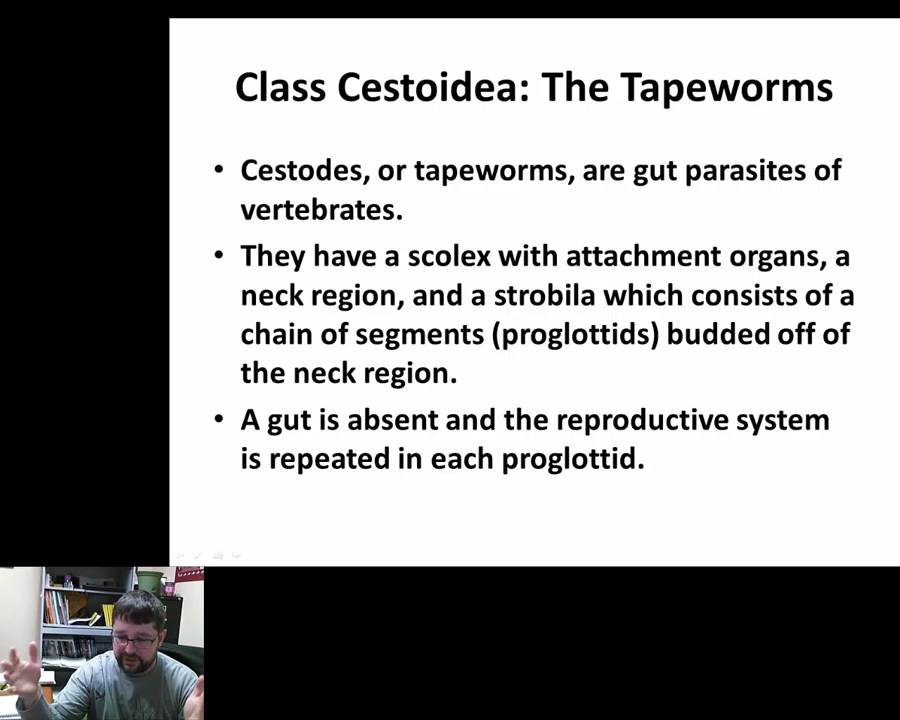 Class Cestoidea: The Tapeworms
• Cestodes, or tapeworms, are gut parasites of
vertebrates.
• They have a scolex with attachment organs, a
neck region, and a strobila which consists of a
chain of segments (proglottids) budded off of
the neck region.
• A gut is absent and the reproductive system
is repeated in each proglottid.